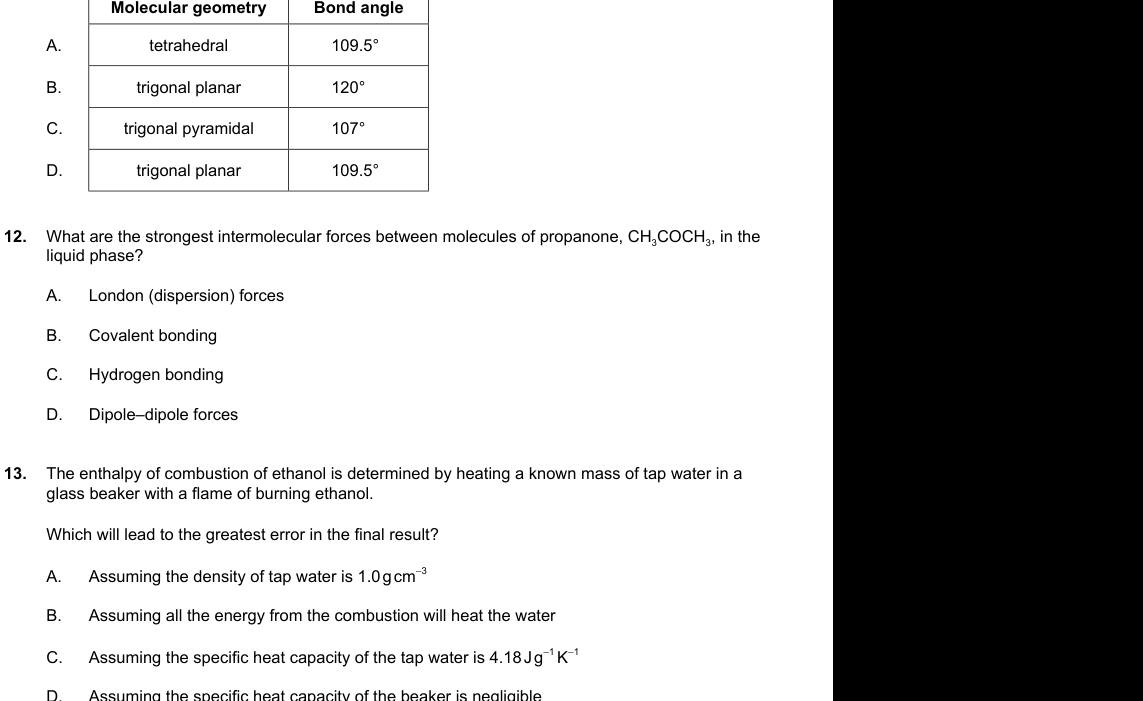 Molecular geometry Bond angle
A. tetrahedral 109.5°
B. trigonal planar 120°
C. trigonal pyramidal 107°
D. trigonal planar 109.5°
12. What are the strongest intermolecular forces between molecules of propanone, CH₃COCH₃, in the
liquid phase?
A. London (dispersion) forces
B. Covalent bonding
C. Hydrogen bonding
D. Dipole–dipole forces
13. The enthalpy of combustion of ethanol is determined by heating a known mass of tap water in a
glass beaker with a flame of burning ethanol.
Which will lead to the greatest error in the final result?
A. Assuming the density of tap water is 1.0 g cm⁻³
B. Assuming all the energy from the combustion will heat the water
C. Assuming the specific heat capacity of the tap water is 4.18 J g⁻¹ K⁻¹
D. Assuming the specific heat capacity of the beaker is negligible